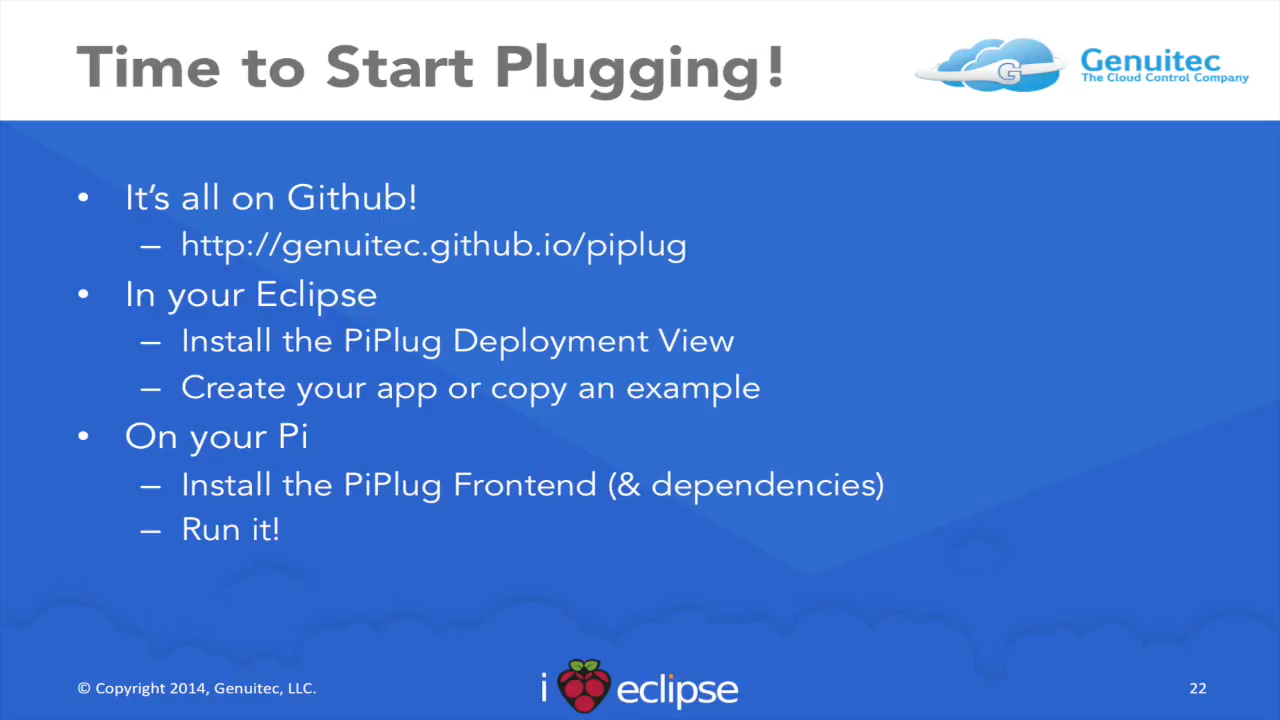 Time to Start Plugging!
G
Genuitec
The Cloud Control Company
• It's all on Github!
– http://genuitec.github.io/piplug
• In your Eclipse
– Install the PiPlug Deployment View
– Create your app or copy an example
• On your Pi
– Install the PiPlug Frontend (& dependencies)
– Run it!
© Copyright 2014, Genuitec, LLC.
i eclipse
22